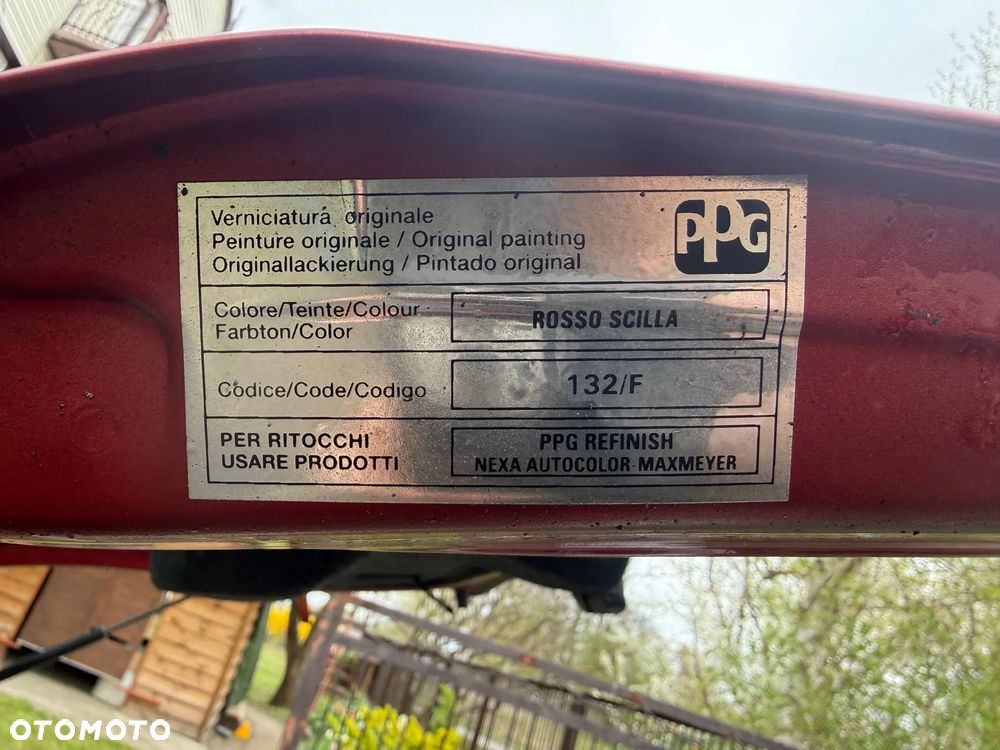 Verniciatura originale
Peinture originale / Original painting
Originallackierung / Pintado original
PPG
Colore/Teinte/Colour
Farbton/Color
ROSSO SCILLA
Codice/Code/Codigo
132/F
PER RITOCCHI
USARE PRODOTTI
PPG REFINISH
NEXA AUTOCOLOR-MAXMEYER
OTOMOTO